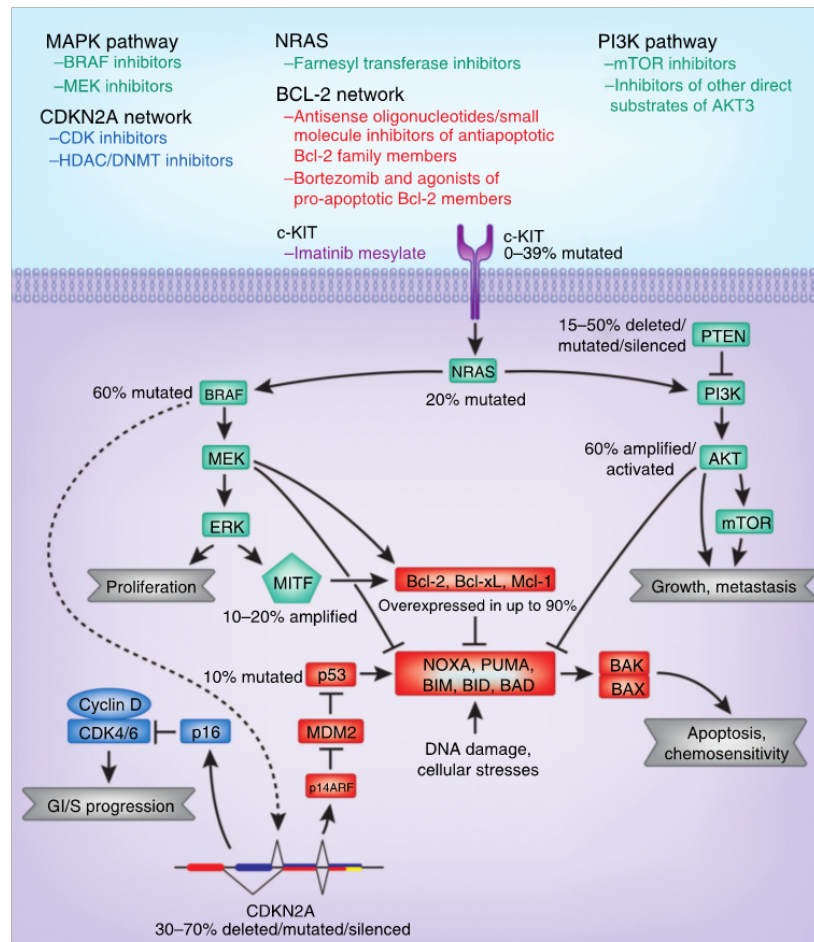 MAPK pathway
–BRAF inhibitors
–MEK inhibitors
CDKN2A network
–CDK inhibitors
–HDAC/DNMT inhibitors
NRAS
–Farnesyl transferase inhibitors
BCL-2 network
–Antisense oligonucleotides/small
molecule inhibitors of antiapoptotic
Bcl-2 family members
–Bortezomib and agonists of
pro-apoptotic Bcl-2 members
c-KIT
–Imatinib mesylate
PI3K pathway
–mTOR inhibitors
–Inhibitors of other direct
substrates of AKT3
c-KIT
0–39% mutated
15–50% deleted/
mutated/silenced
PTEN
NRAS
20% mutated
60% mutated
BRAF
PI3K
MEK
60% amplified/
activated
AKT
ERK
mTOR
Proliferation
MITF
10–20% amplified
Bcl-2, Bcl-xL, Mcl-1
Overexpressed in up to 90%
Growth, metastasis
10% mutated
p53
NOXA, PUMA,
BIM, BID, BAD
BAK
BAX
Cyclin D
CDK4/6
p16
MDM2
DNA damage,
cellular stresses
Apoptosis,
chemosensitivity
GI/S progression
p14ARF
CDKN2A
30–70% deleted/mutated/silenced